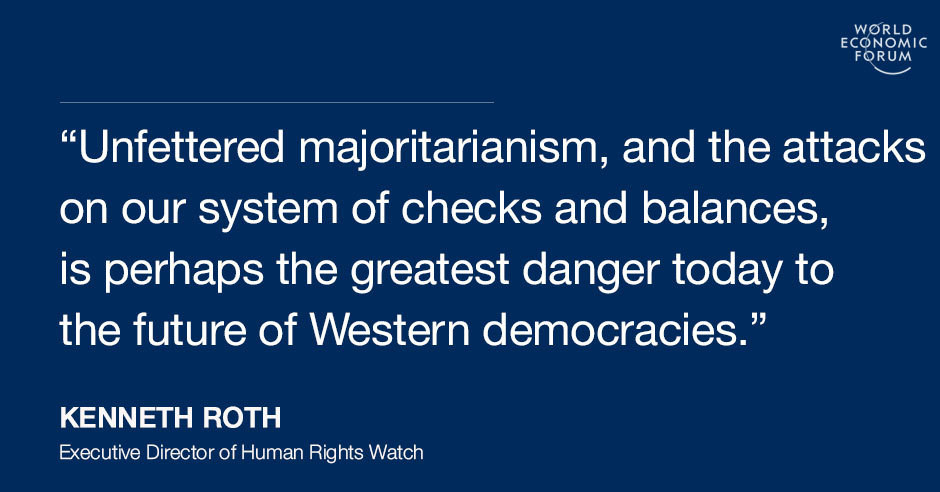 WORLD
ECONOMIC
FORUM
“Unfettered majoritarianism, and the attacks
on our system of checks and balances,
is perhaps the greatest danger today to
the future of Western democracies.”
KENNETH ROTH
Executive Director of Human Rights Watch